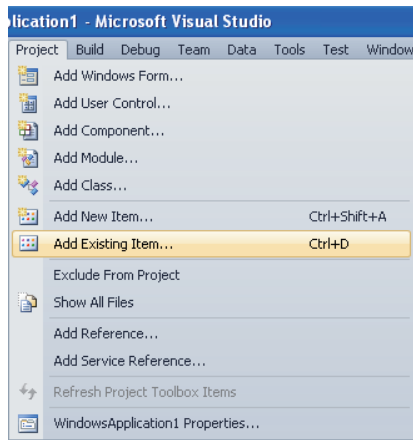 lication1 - Microsoft Visual Studio
Project Build Debug Team Data Tools Test Window
Add Windows Form...
Add User Control...
Add Component...
Add Module...
Add Class...
Add New Item... Ctrl+Shift+A
Add Existing Item... Ctrl+D
Exclude From Project
Show All Files
Add Reference...
Add Service Reference...
Refresh Project Toolbox Items
WindowsApplication1 Properties...